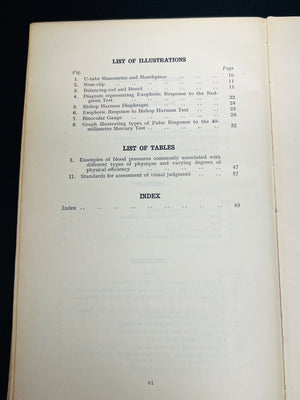 LIST OF ILLUSTRATIONS
Fig. Page
1. U-tube Manometer and Mouthpiece .. .. .. 10
2. Nose-clip .. .. .. .. .. .. 11
3. Balancing-rod and Board .. .. .. .. 11
4. Diagram representing Exophoric Response to the Red-
green Test .. .. .. .. .. .. 22
5. Bishop Harman Diaphragm .. .. .. .. 24
6. Esophoric Response to Bishop Harman Test .. .. 25
7. Binocular Gauge .. .. .. .. .. 28
8. Graph illustrating types of Pulse Response to the 40-
millimetre Mercury Test .. .. .. .. 52
LIST OF TABLES
I. Examples of blood pressures commonly associated with
different types of physique and varying degrees of
physical efficiency .. .. .. .. 47
II. Standards for assessment of visual judgment .. .. 57
INDEX
Index .. .. .. .. .. .. .. .. 83
vi